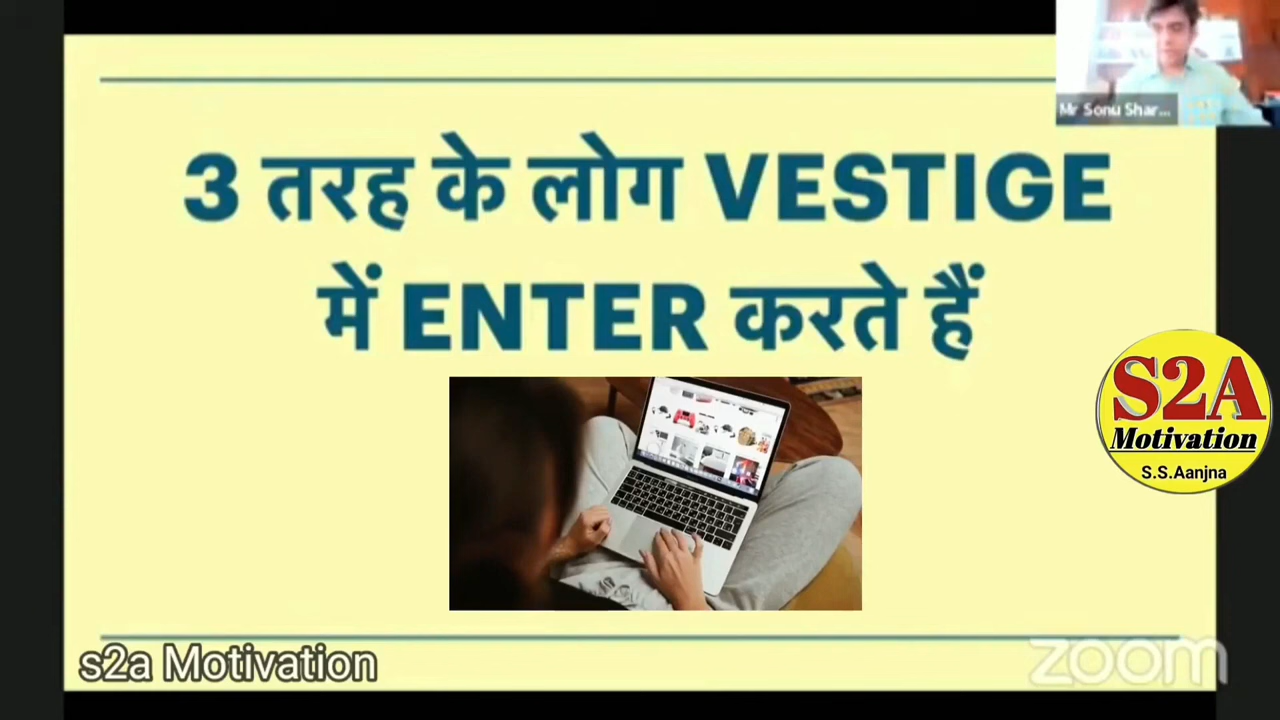 3 तरह के लोग VESTIGE
में ENTER करते हैं
Mr Sonu Shar...
S2A
Motivation
S.S.Aanjna
s2a Motivation
zoom